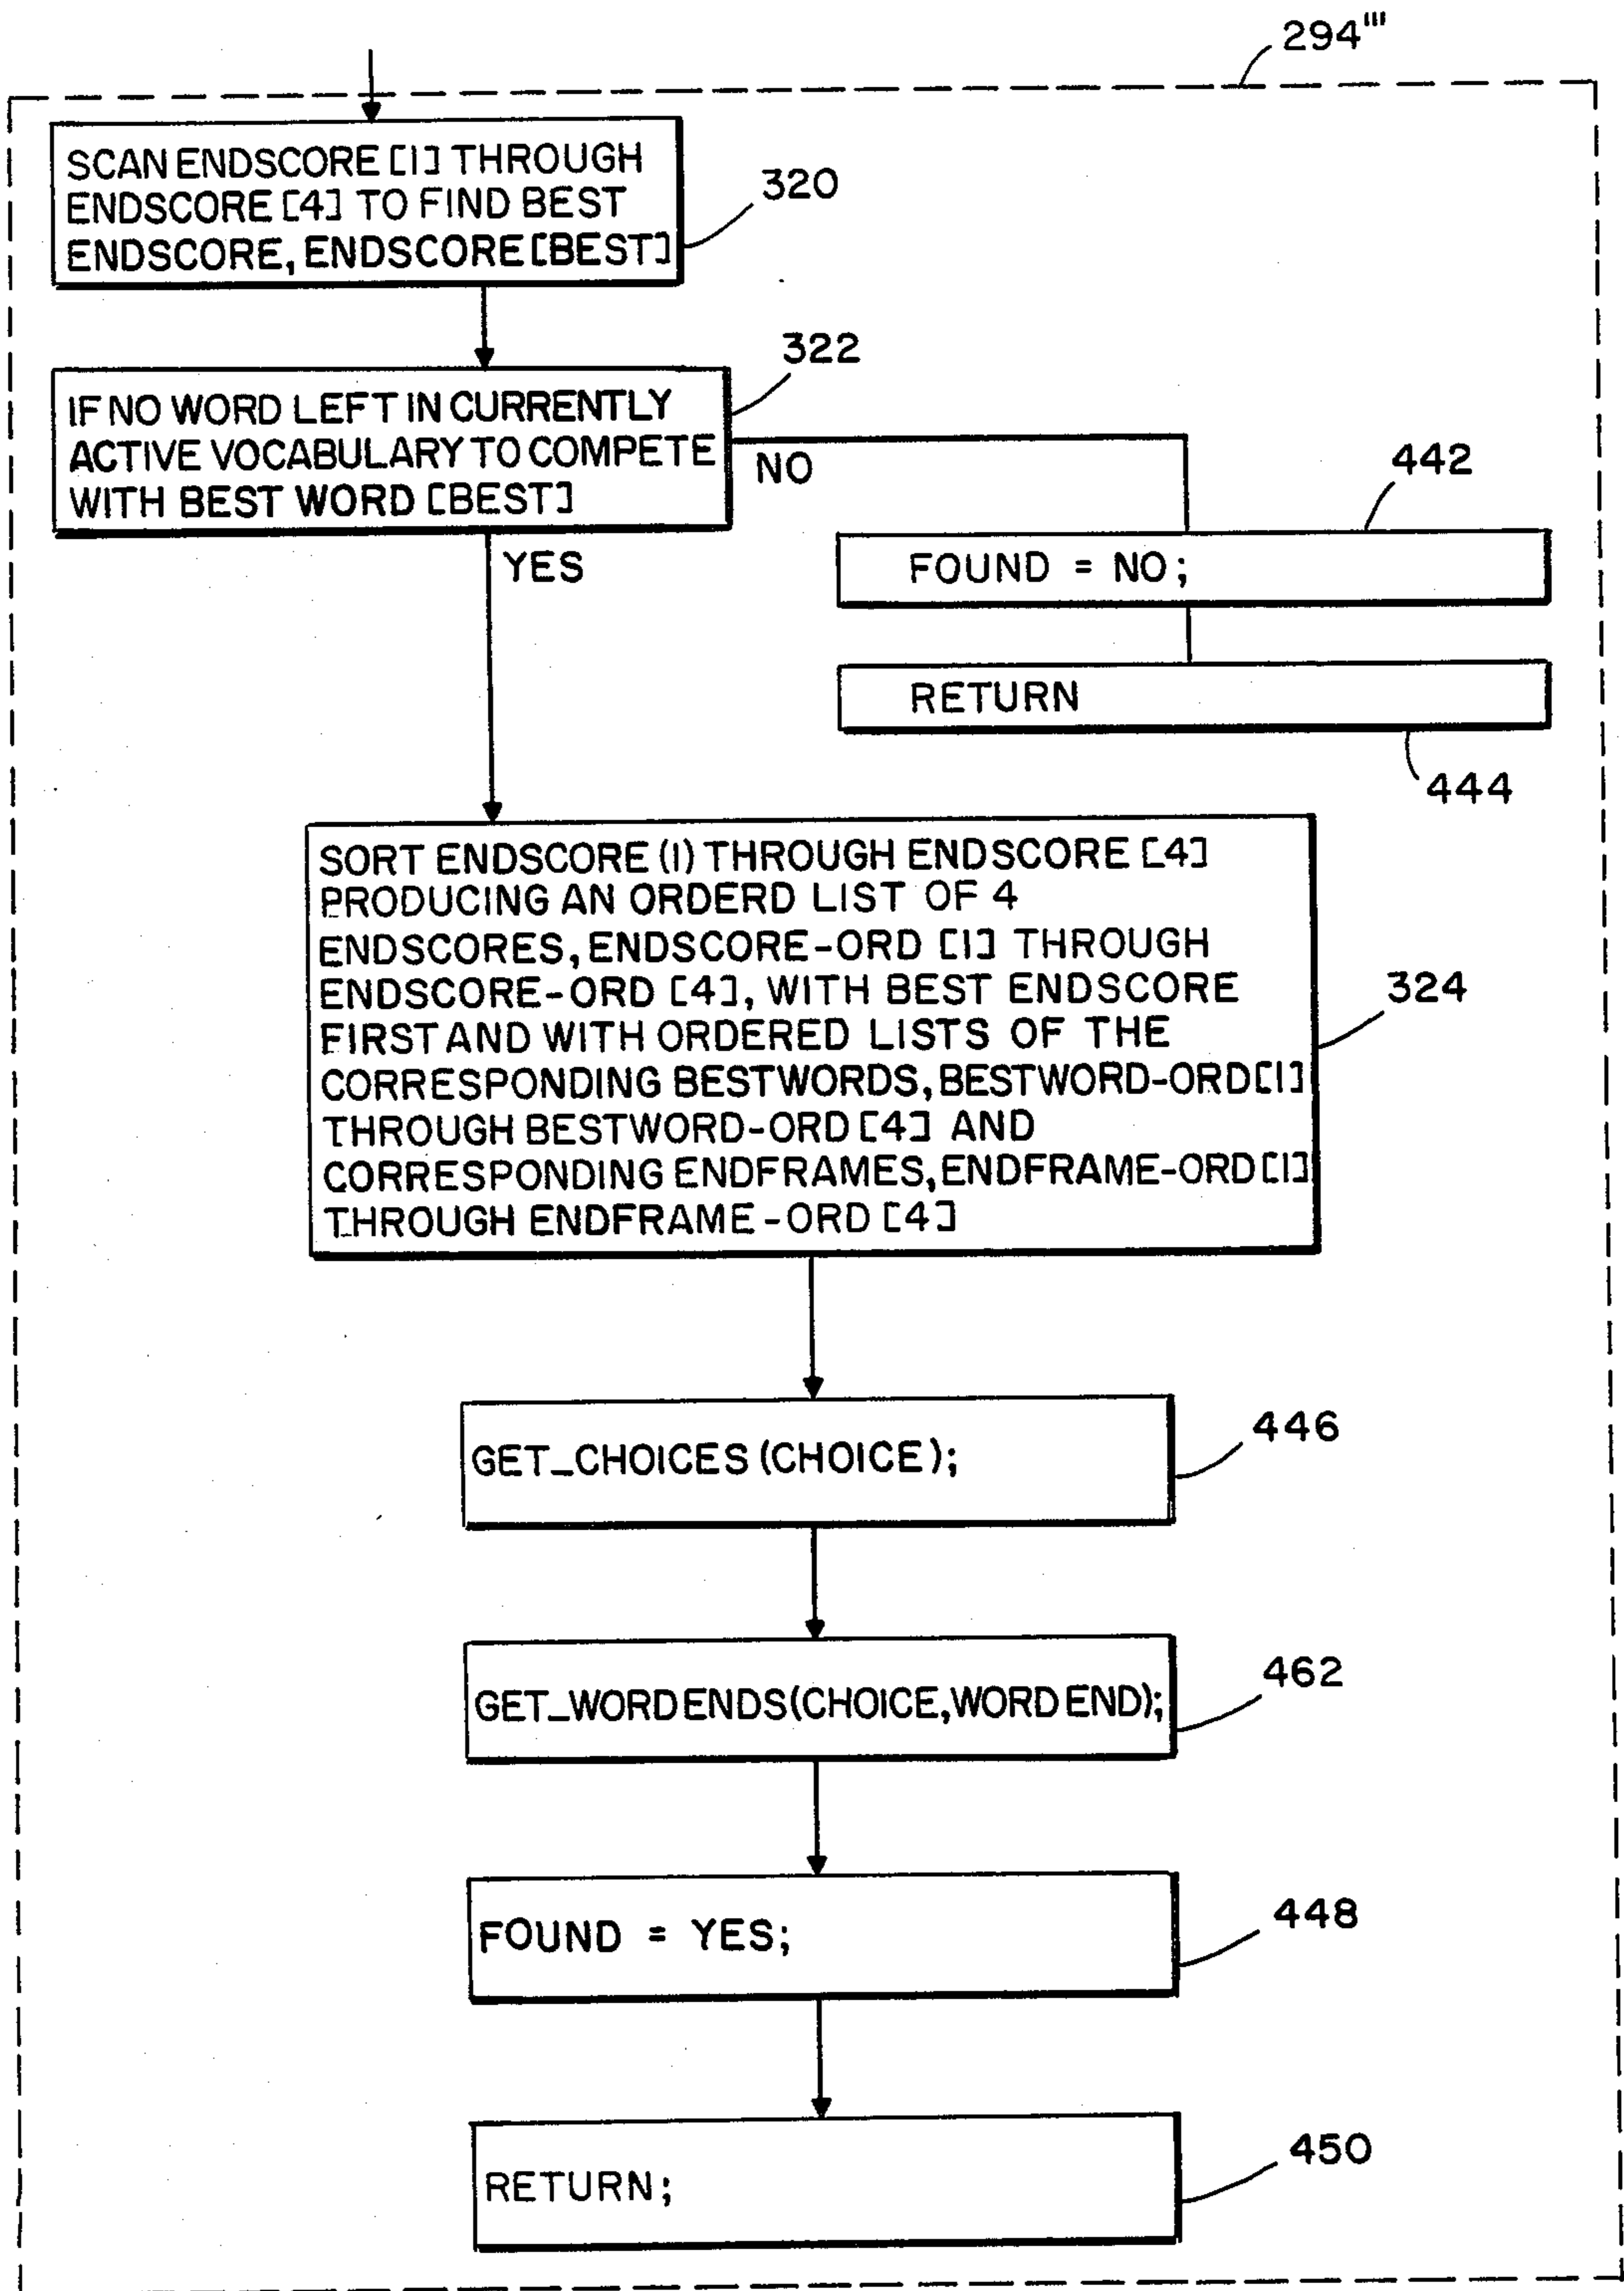 294'''
SCAN ENDSCORE [1] THROUGH
ENDSCORE [4] TO FIND BEST
ENDSCORE, ENDSCORE [BEST]
320
322
IF NO WORD LEFT IN CURRENTLY
ACTIVE VOCABULARY TO COMPETE
WITH BEST WORD [BEST]
NO
442
YES
FOUND = NO;
RETURN
444
SORT ENDSCORE (1) THROUGH ENDSCORE [4]
PRODUCING AN ORDERD LIST OF 4
ENDSCORES, ENDSCORE-ORD [1] THROUGH
ENDSCORE-ORD [4], WITH BEST ENDSCORE
FIRST AND WITH ORDERED LISTS OF THE
CORRESPONDING BESTWORDS, BESTWORD-ORD [1]
THROUGH BESTWORD-ORD [4] AND
CORRESPONDING ENDFRAMES, ENDFRAME-ORD [1]
THROUGH ENDFRAME-ORD [4]
324
GET_CHOICES (CHOICE);
446
GET_WORDENDS (CHOICE, WORD END);
462
FOUND = YES;
448
RETURN;
450